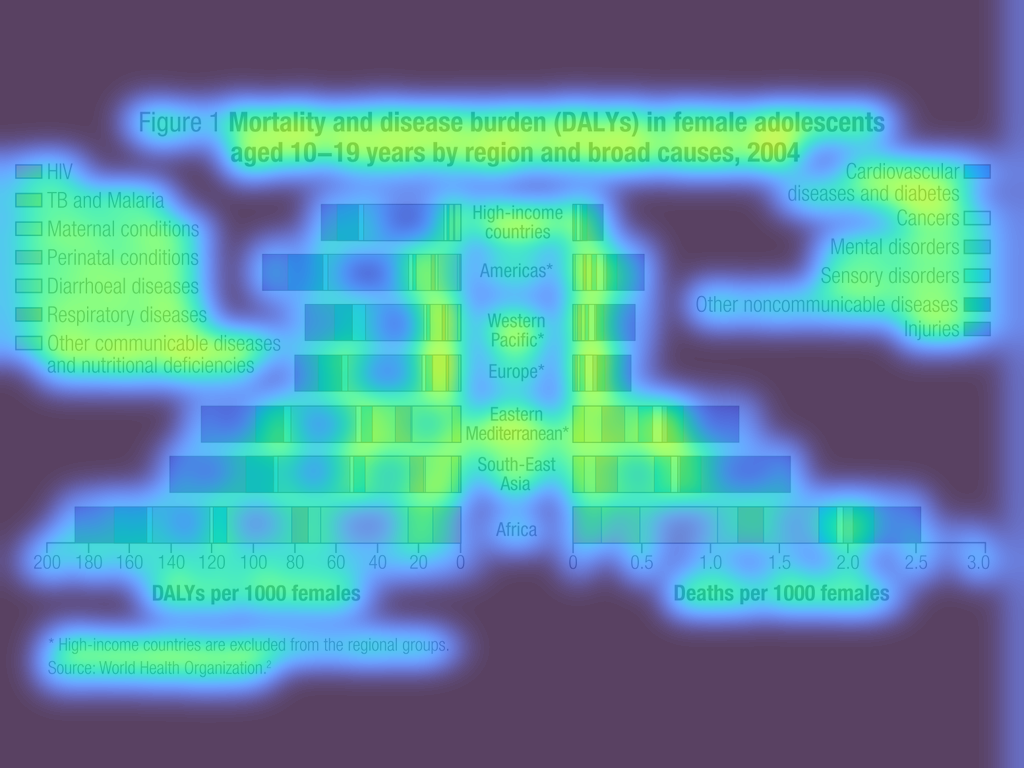 Figure 1 Mortality and disease burden (DALYs) in female adolescents
aged 10–19 years by region and broad causes, 2004
HIV
TB and Malaria
Maternal conditions
Perinatal conditions
Diarrhoeal diseases
Respiratory diseases
Other communicable diseases
and nutritional deficiencies
Cardiovascular
diseases and diabetes
Cancers
Mental disorders
Sensory disorders
Other noncommunicable diseases
Injuries
High-income
countries
Americas*
Western
Pacific*
Europe*
Eastern
Mediterranean*
South-East
Asia
Africa
200 180 160 140 120 100 80 60 40 20 0
0 0.5 1.0 1.5 2.0 2.5 3.0
DALYs per 1000 females
Deaths per 1000 females
* High-income countries are excluded from the regional groups.
Source: World Health Organization.2